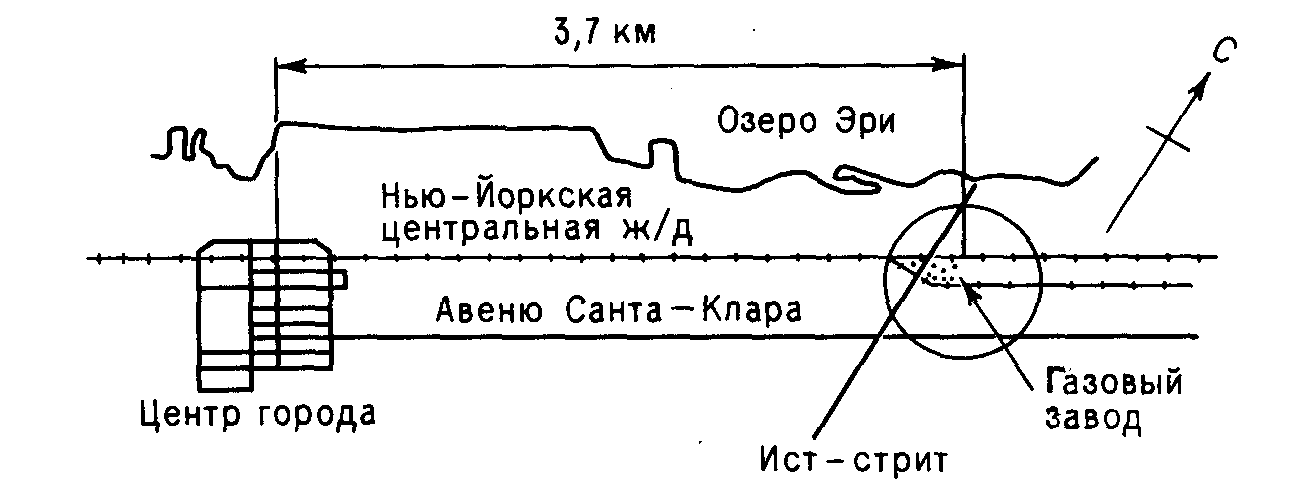 3,7 км
С
Озеро Эри
Нью-Йоркская
центральная ж/д
Авеню Санта-Клара
Центр города
Газовый
завод
Ист-стрит